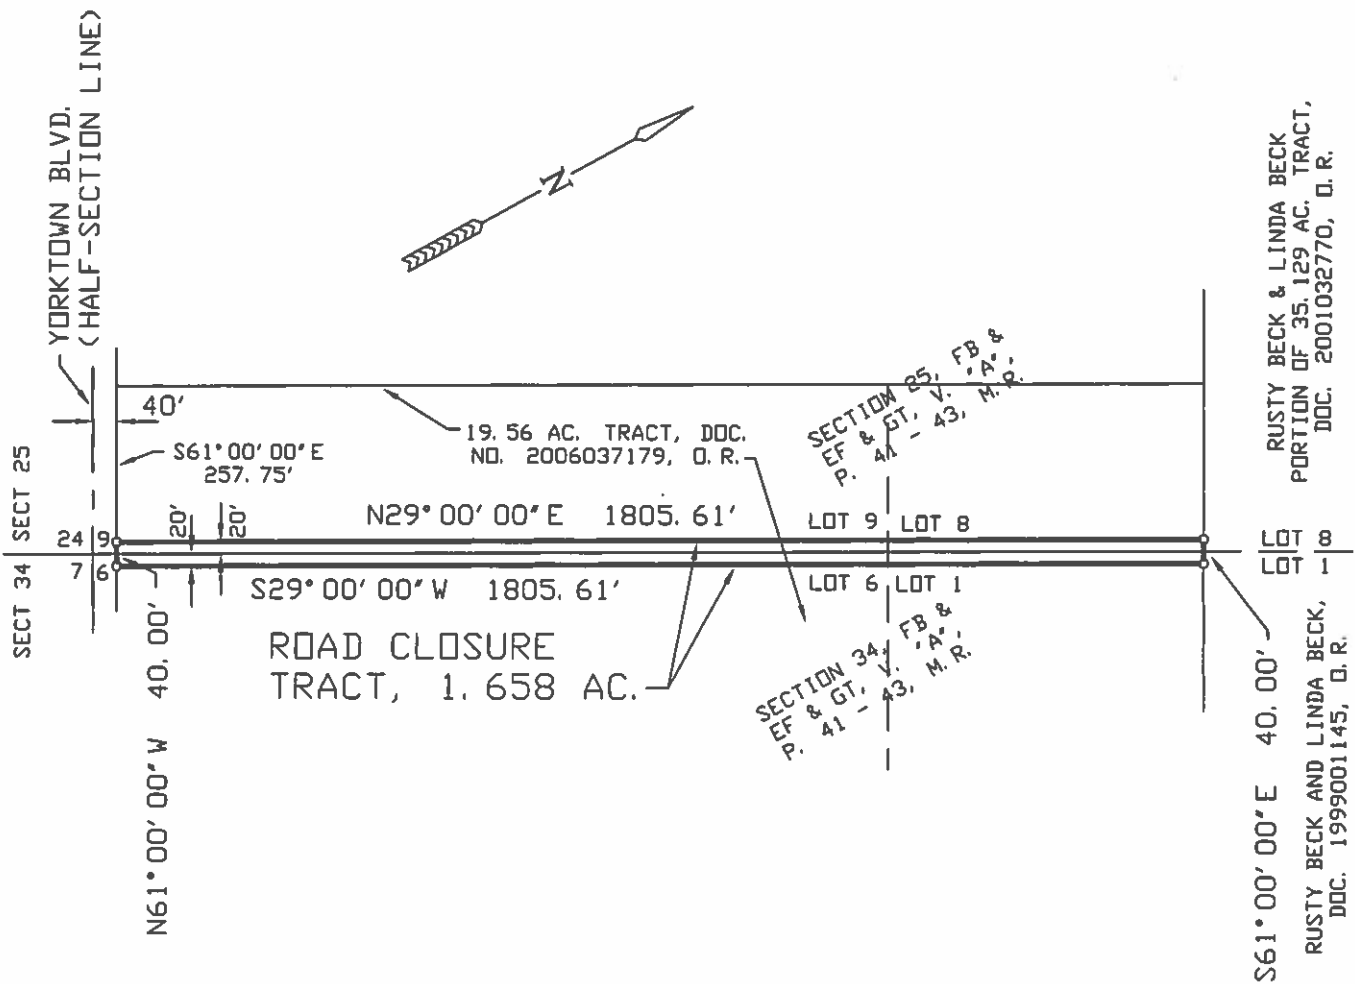 YORKTOWN BLVD.
(HALF-SECTION LINE)
N
40'
S61°00'00"E
257.75'
19.56 AC. TRACT, DOC.
NO. 2006037179, O.R.
SECTION 25, FB &
EF & GT, V. "A",
P. 41 - 43, M.R.
RUSTY BECK & LINDA BECK
PORTION OF 35.129 AC. TRACT,
DOC. 2001032770, O.R.
SECT 25
SECT 34
24 9
7 6
20'
20'
N29°00'00"E 1805.61'
LOT 9 LOT 8
LOT 8
LOT 1
S29°00'00"W 1805.61'
LOT 6 LOT 1
ROAD CLOSURE
TRACT, 1.658 AC.
SECTION 34, FB &
EF & GT, V. "A",
P. 41 - 43, M.R.
N61°00'00"W 40.00'
S61°00'00"E 40.00'
RUSTY BECK AND LINDA BECK,
DOC. 1999001145, O.R.